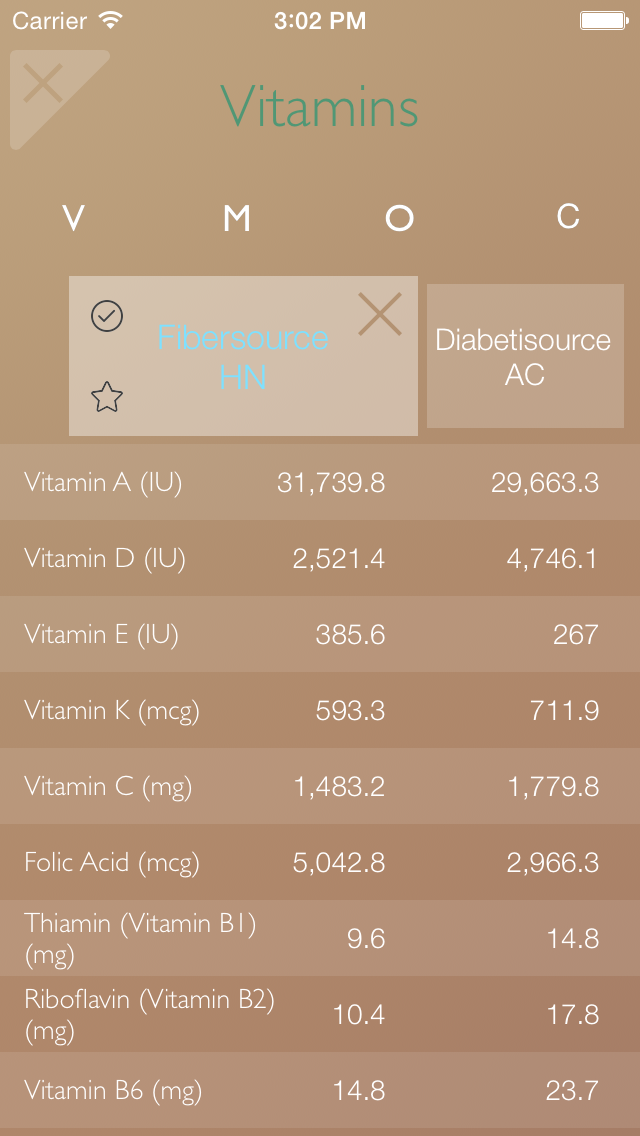 Carrier 3:02 PM
Vitamins
V M O C
Fibersource
HN
Diabetisource
AC
Vitamin A (IU) 31,739.8 29,663.3
Vitamin D (IU) 2,521.4 4,746.1
Vitamin E (IU) 385.6 267
Vitamin K (mcg) 593.3 711.9
Vitamin C (mg) 1,483.2 1,779.8
Folic Acid (mcg) 5,042.8 2,966.3
Thiamin (Vitamin B1)
(mg) 9.6 14.8
Riboflavin (Vitamin B2)
(mg) 10.4 17.8
Vitamin B6 (mg) 14.8 23.7